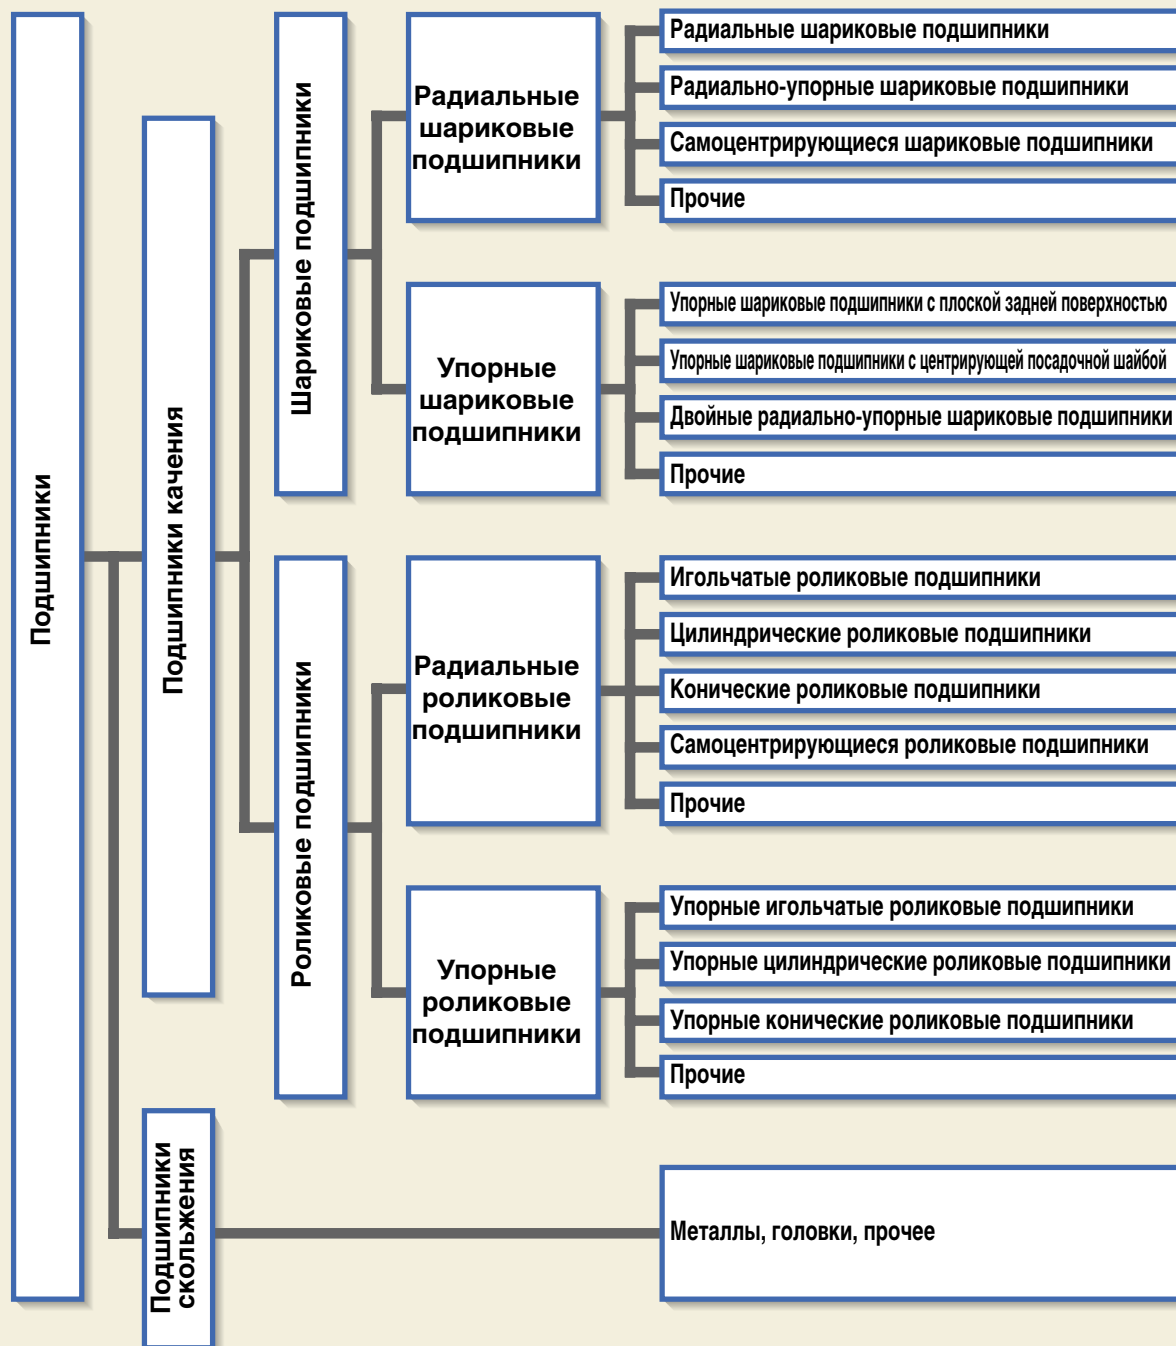 Подшипники
Подшипники качения
Шариковые подшипники
Радиальные
шариковые
подшипники
Радиальные шариковые подшипники
Радиально-упорные шариковые подшипники
Самоцентрирующиеся шариковые подшипники
Прочие
Упорные
шариковые
подшипники
Упорные шариковые подшипники с плоской задней поверхностью
Упорные шариковые подшипники с центрирующей посадочной шайбой
Двойные радиально-упорные шариковые подшипники
Прочие
Роликовые подшипники
Радиальные
роликовые
подшипники
Игольчатые роликовые подшипники
Цилиндрические роликовые подшипники
Конические роликовые подшипники
Самоцентрирующиеся роликовые подшипники
Прочие
Упорные
роликовые
подшипники
Упорные игольчатые роликовые подшипники
Упорные цилиндрические роликовые подшипники
Упорные конические роликовые подшипники
Прочие
Подшипники
скольжения
Металлы, головки, прочее